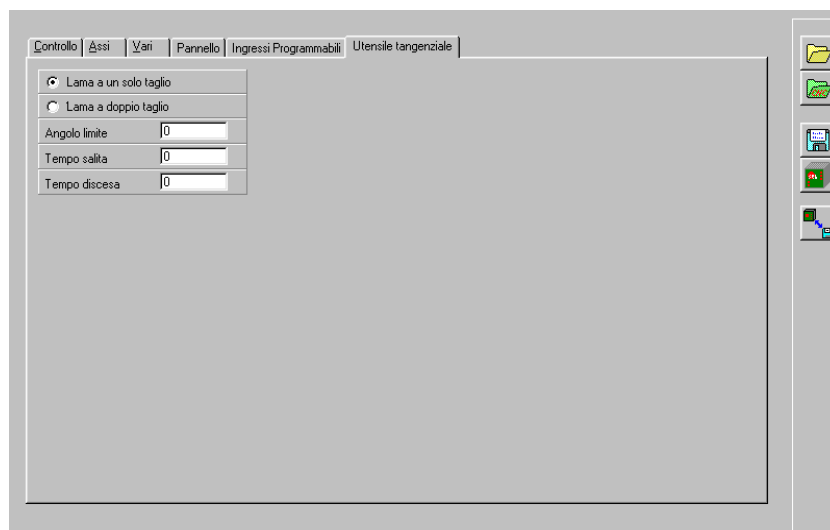 Controllo Assi Vari Pannello Ingressi Programmabili Utensile tangenziale
Lama a un solo taglio
Lama a doppio taglio
Angolo limite 0
Tempo salita 0
Tempo discesa 0
CNC